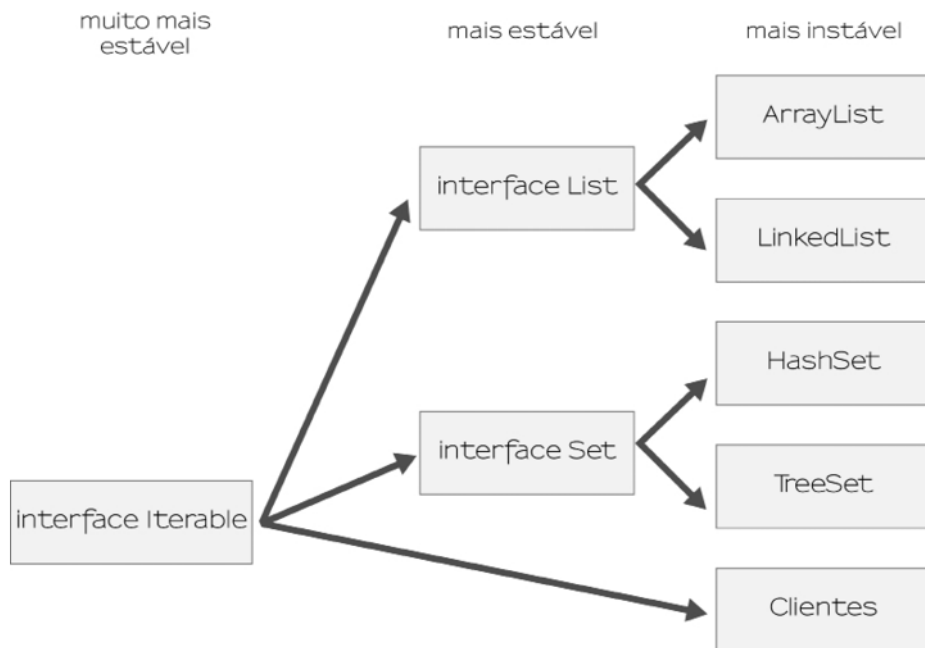 muito mais
estável
mais estável
mais instável
ArrayList
interface List
LinkedList
HashSet
interface Set
TreeSet
interface Iterable
Clientes